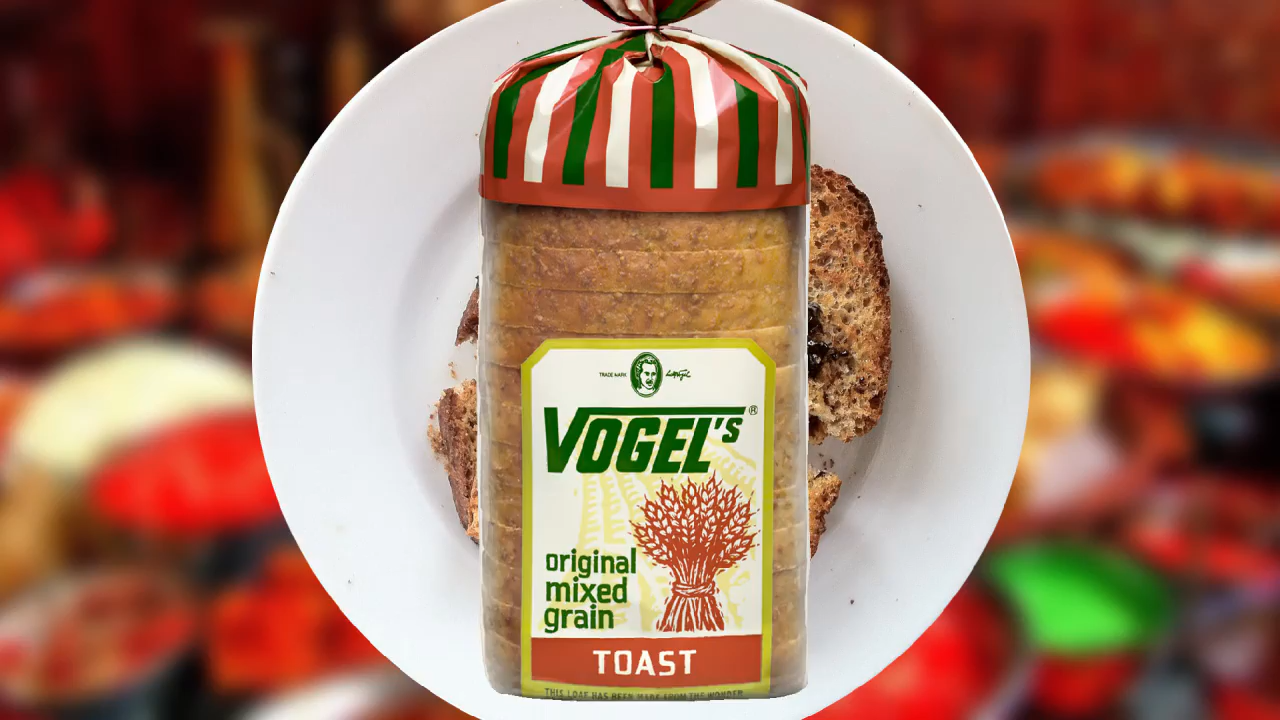 TRADE MARK
VOGEL'S®
original
mixed
grain
TOAST
THIS LOAF HAS BEEN MADE FROM THE WONDER